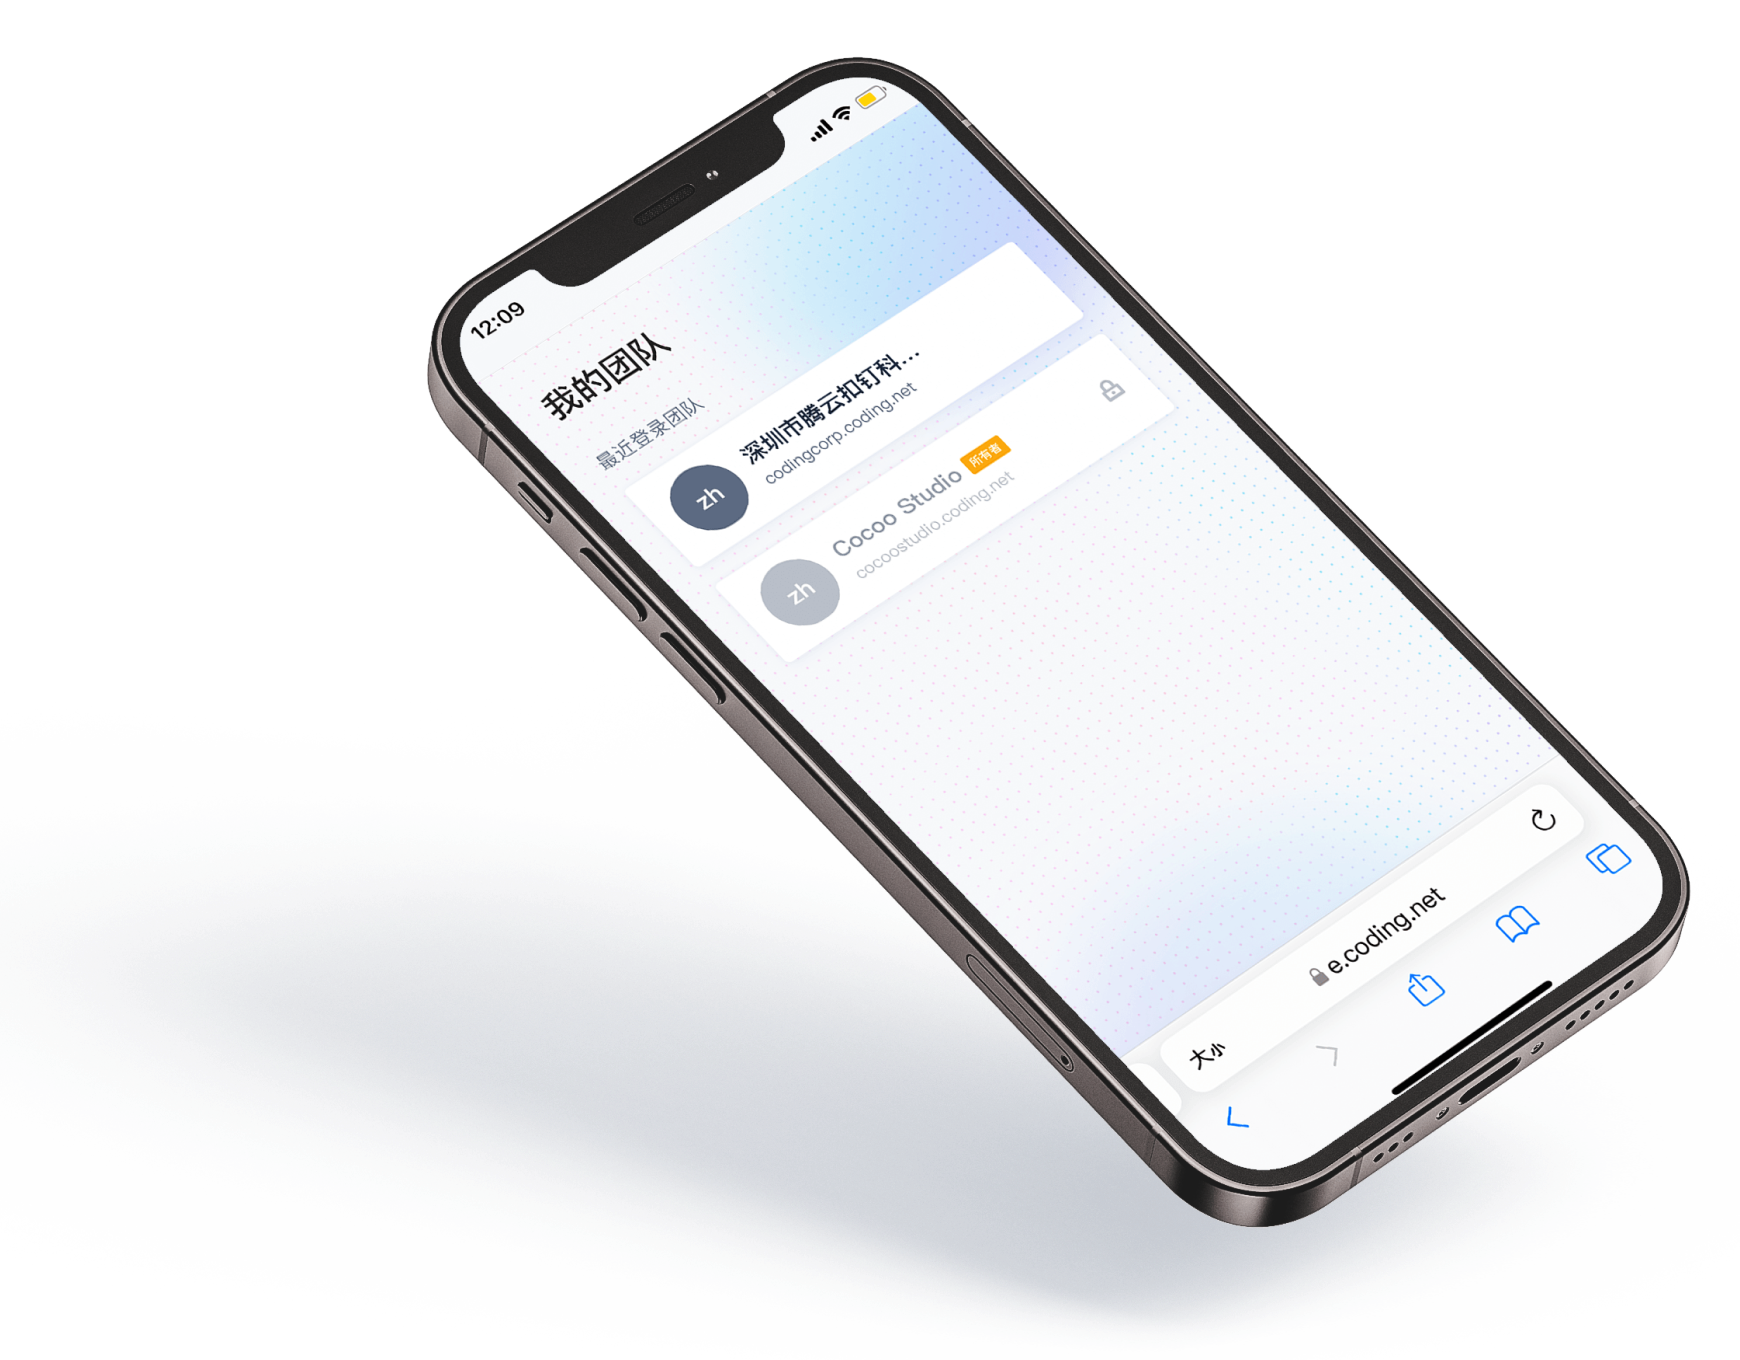 12:09
我的团队
最近登录团队
zh
深圳市腾云扣钉科...
codingcorp.coding.net
zh
Cocoo Studio 所有者
cocoostudio.coding.net
大小 e.coding.net